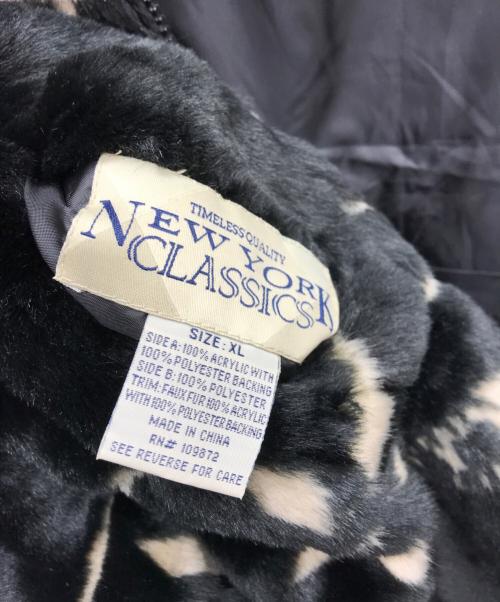 TIMELESS QUALITY
NEW YORK
CLASSICS
SIZE: XL
SIDE A: 100% ACRYLIC WITH
100% POLYESTER BACKING
SIDE B: 100% POLYESTER
TRIM: FAUX FUR 100% ACRYLIC
WITH 100% POLYESTER BACKING
MADE IN CHINA
RN# 109872
SEE REVERSE FOR CARE